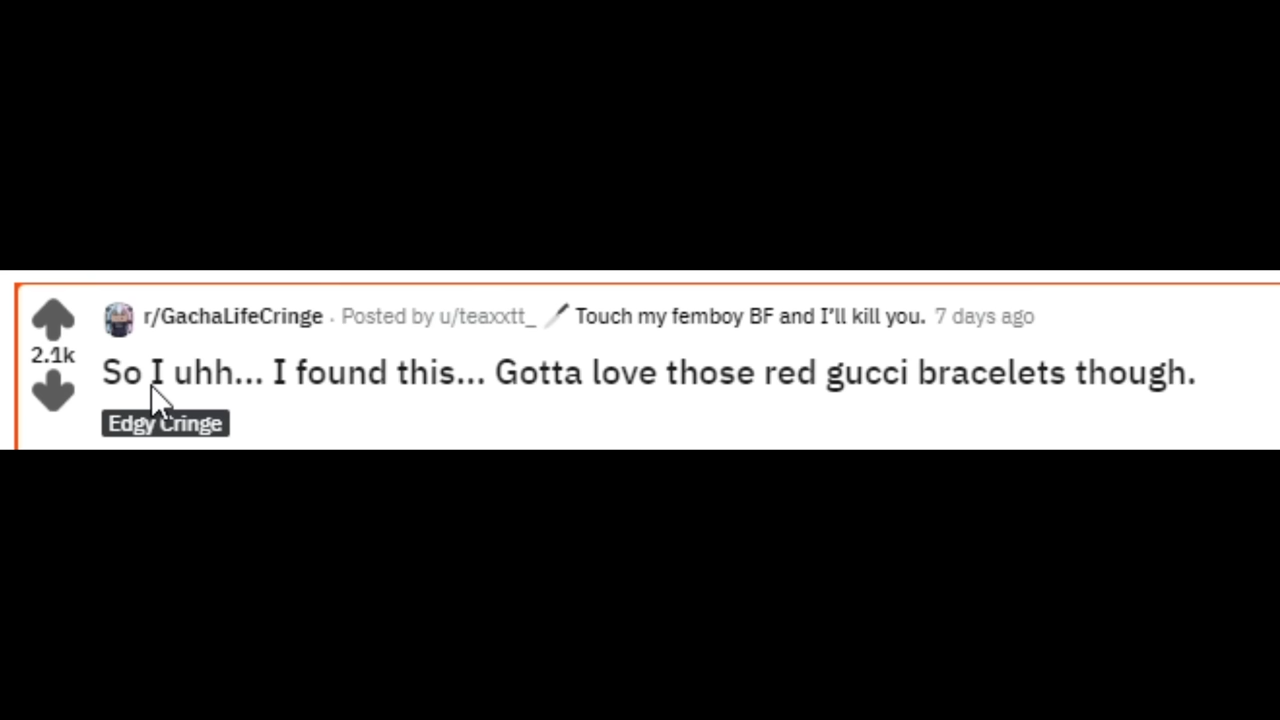 r/GachaLifeCringe · Posted by u/teaxxtt_ Touch my femboy BF and I’ll kill you. 7 days ago
2.1k
So I uhh... I found this... Gotta love those red gucci bracelets though.
Edgy Cringe